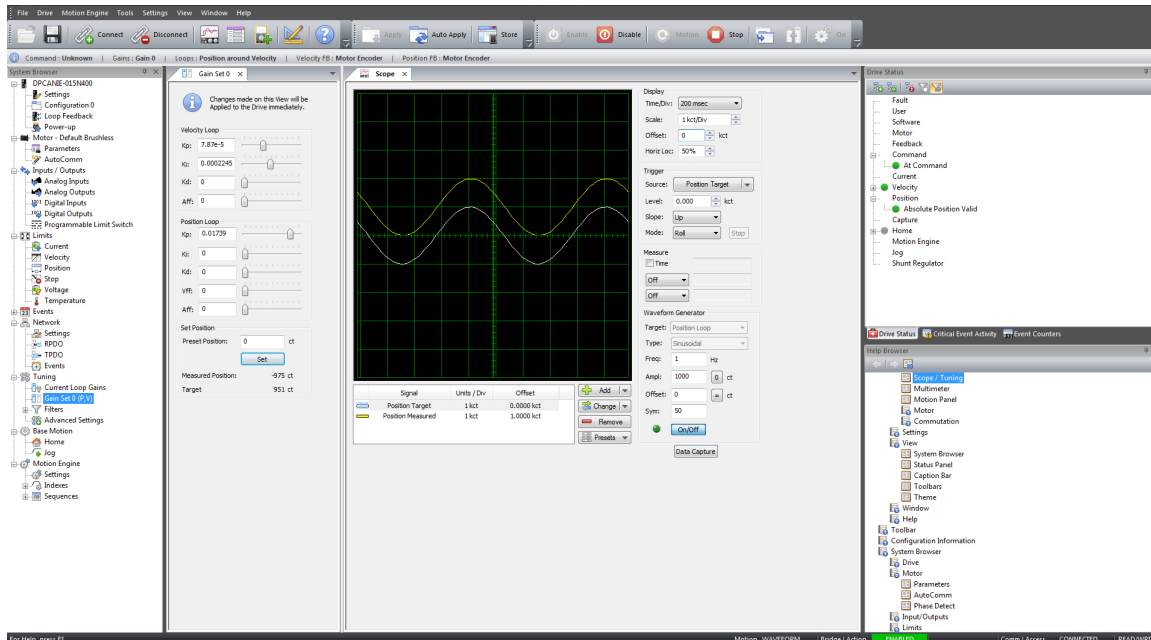 File Drive Motion Engine Tools Settings View Window Help
Connect Disconnect Apply Auto Apply Store Enable Disable Motion Stop On
Command : Unknown | Gains : Gain 0 | Loops : Position around Velocity | Velocity FB : Motor Encoder | Position FB : Motor Encoder
System Browser
DPCANIE-015N400
Settings
Configuration 0
Loop Feedback
Power-up
Motor - Default Brushless
Parameters
AutoComm
Inputs / Outputs
Analog Inputs
Analog Outputs
Digital Inputs
Digital Outputs
Programmable Limit Switch
Limits
Current
Velocity
Position
Stop
Voltage
Temperature
Events
Network
Settings
RPDO
TPDO
Events
Tuning
Current Loop Gains
Gain Set 0 (P,V)
Filters
Advanced Settings
Base Motion
Home
Jog
Motion Engine
Settings
Indexes
Sequences
Gain Set 0
Changes made on this View will be
Applied to the Drive immediately.
Velocity Loop
Kp: 7.87e-5
Ki: 0.0002245
Kd: 0
Aff: 0
Position Loop
Kp: 0.01739
Ki: 0
Kd: 0
Vff: 0
Aff: 0
Set Position
Preset Position: 0 ct
Set
Measured Position: -975 ct
Target 951 ct
Scope
Signal Units / Div Offset
Position Target 1 kct 0.0000 kct
Position Measured 1 kct 1.0000 kct
Add
Change
Remove
Presets
Display
Time/Div: 200 msec
Scale: 1 kct/Div
Offset: 0 kct
Horiz Loc: 50%
Trigger
Source: Position Target
Level: 0.000 kct
Slope: Up
Mode: Roll Stop
Measure
Time
Off
Off
Waveform Generator
Target: Position Loop
Type: Sinusoidal
Freq: 1 Hz
Ampl: 1000 0 ct
Offset: 0 = ct
Sym: 50
On/Off
Data Capture
Drive Status
Fault
User
Software
Motor
Feedback
Command
At Command
Current
Velocity
Position
Absolute Position Valid
Capture
Home
Motion Engine
Jog
Shunt Regulator
Drive Status Critical Event Activity Event Counters
Help Browser
Scope / Tuning
Multimeter
Motion Panel
Motor
Commutation
Settings
View
System Browser
Status Panel
Caption Bar
Toolbars
Theme
Window
Help
Toolbar
Configuration Information
System Browser
Drive
Motor
Parameters
AutoComm
Phase Detect
Input/Outputs
Limits
For Help, press F1 Motion WAVEFORM Bridge | Action ENABLED Comm | Access CONNECTED